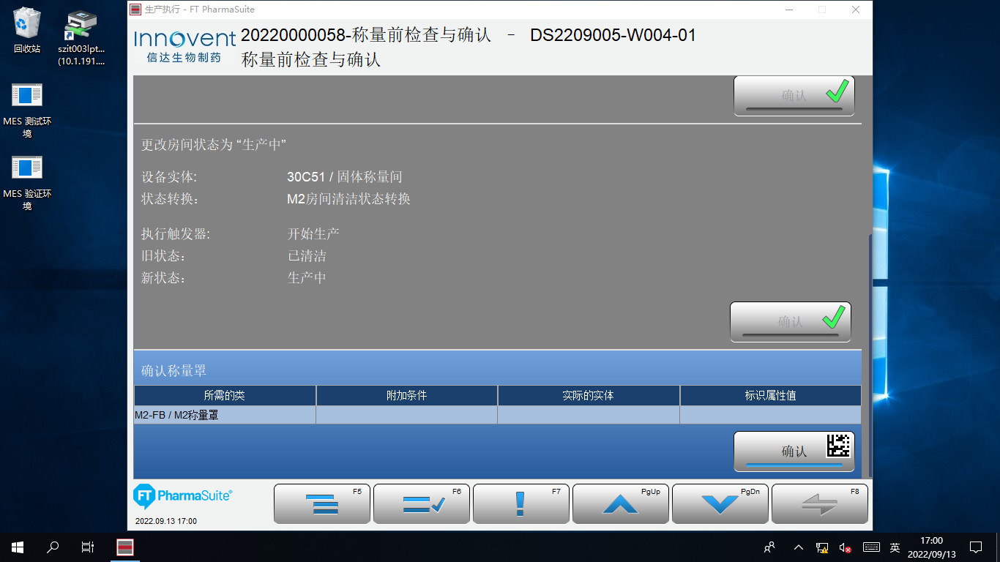 回收站
szit003lpt...
(10.1.191....
MES 测试环
境
MES 验证环
境
生产执行 - FT PharmaSuite
Innovent
信达生物制药
20220000058-称量前检查与确认 - DS2209005-W004-01
称量前检查与确认
确认
更改房间状态为 “生产中”
设备实体: 30C51 / 固体称量间
状态转换: M2房间清洁状态转换
执行触发器: 开始生产
旧状态: 已清洁
新状态: 生产中
确认
确认称量罩
所需的类 附加条件 实际的实体 标识属性值
M2-FB / M2称量罩
确认
FT PharmaSuite®
2022.09.13 17:00
F5 F6 F7 PgUp PgDn F8
英
17:00
2022/09/13